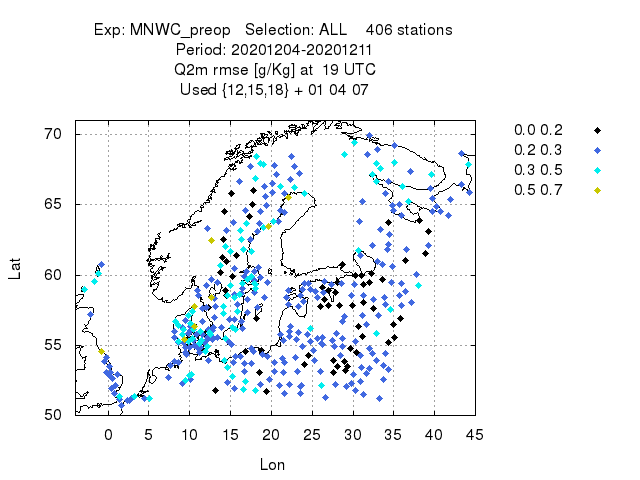 Exp: MNWC_preop   Selection: ALL    406 stations
Period: 20201204-20201211
Q2m rmse [g/Kg] at  19 UTC
Used {12,15,18} + 01 04 07
0.0 0.2
0.2 0.3
0.3 0.5
0.5 0.7
70
65
60
55
50
Lat
0 5 10 15 20 25 30 35 40 45
Lon